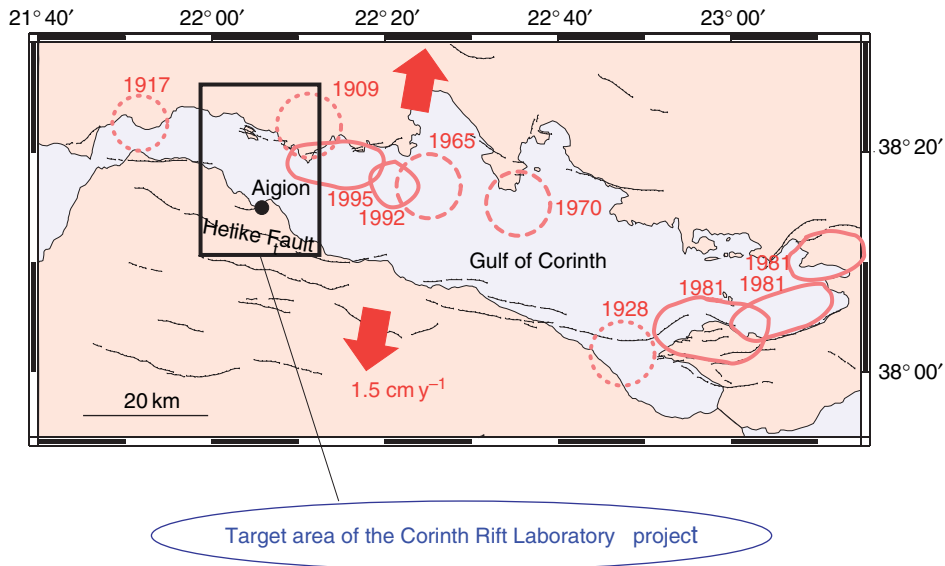 21°40′ 22°00′ 22°20′ 22°40′ 23°00′
1917
1909
1965
38°20′
Aigion
1995
1992
1970
Helike Fault
Gulf of Corinth
1981
1981
1981
1928
38°00′
1.5 cm y⁻¹
20 km
Target area of the Corinth Rift Laboratory project